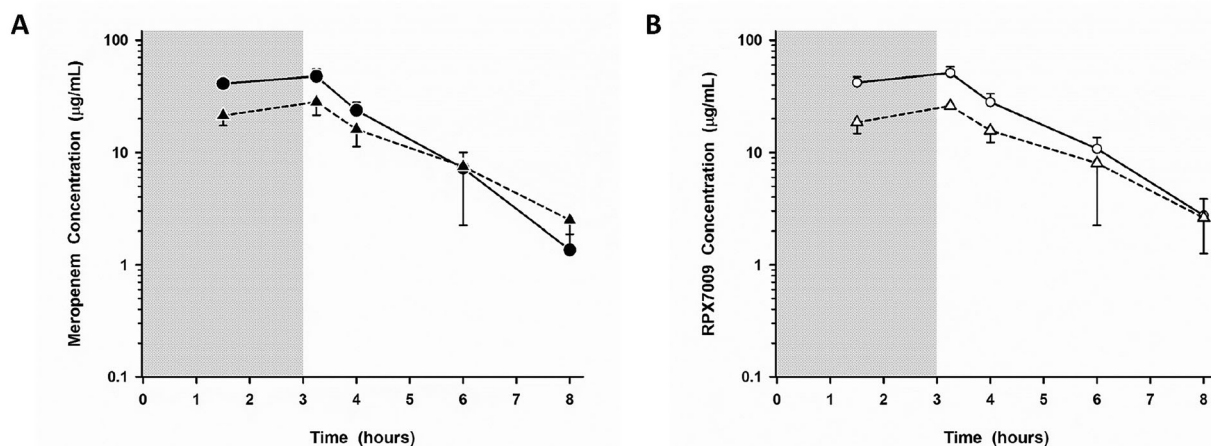 A
Meropenem Concentration (μg/mL)
100
10
1
0.1
0 1 2 3 4 5 6 7 8
Time (hours)
B
RPX7009 Concentration (μg/mL)
100
10
1
0.1
0 1 2 3 4 5 6 7 8
Time (hours)